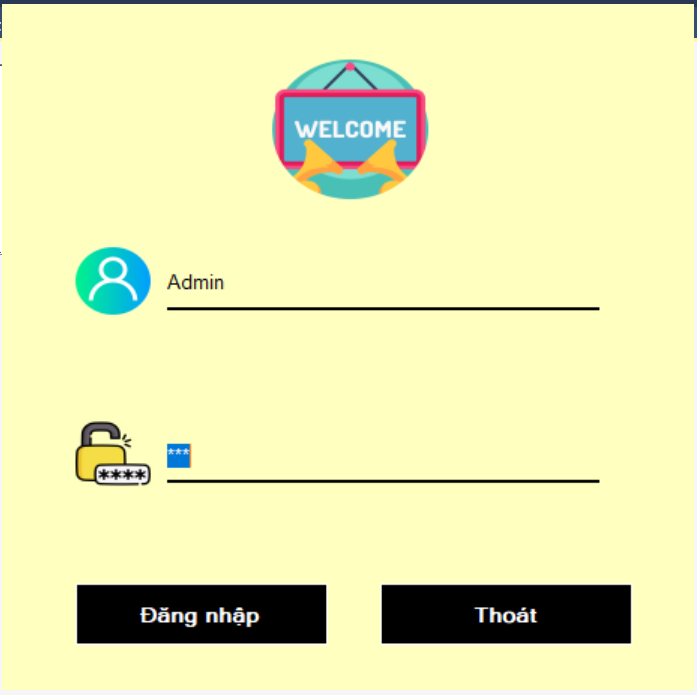 WELCOME
Admin
***
****
Đăng nhập
Thoát